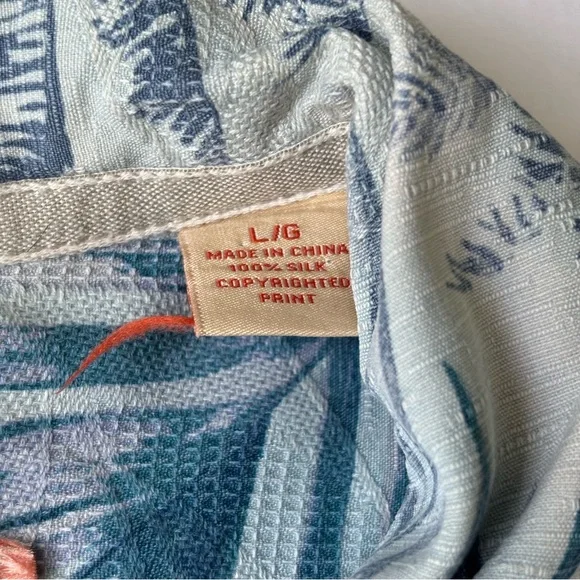 L/G
MADE IN CHINA
100% SILK
COPYRIGHTED
PRINT